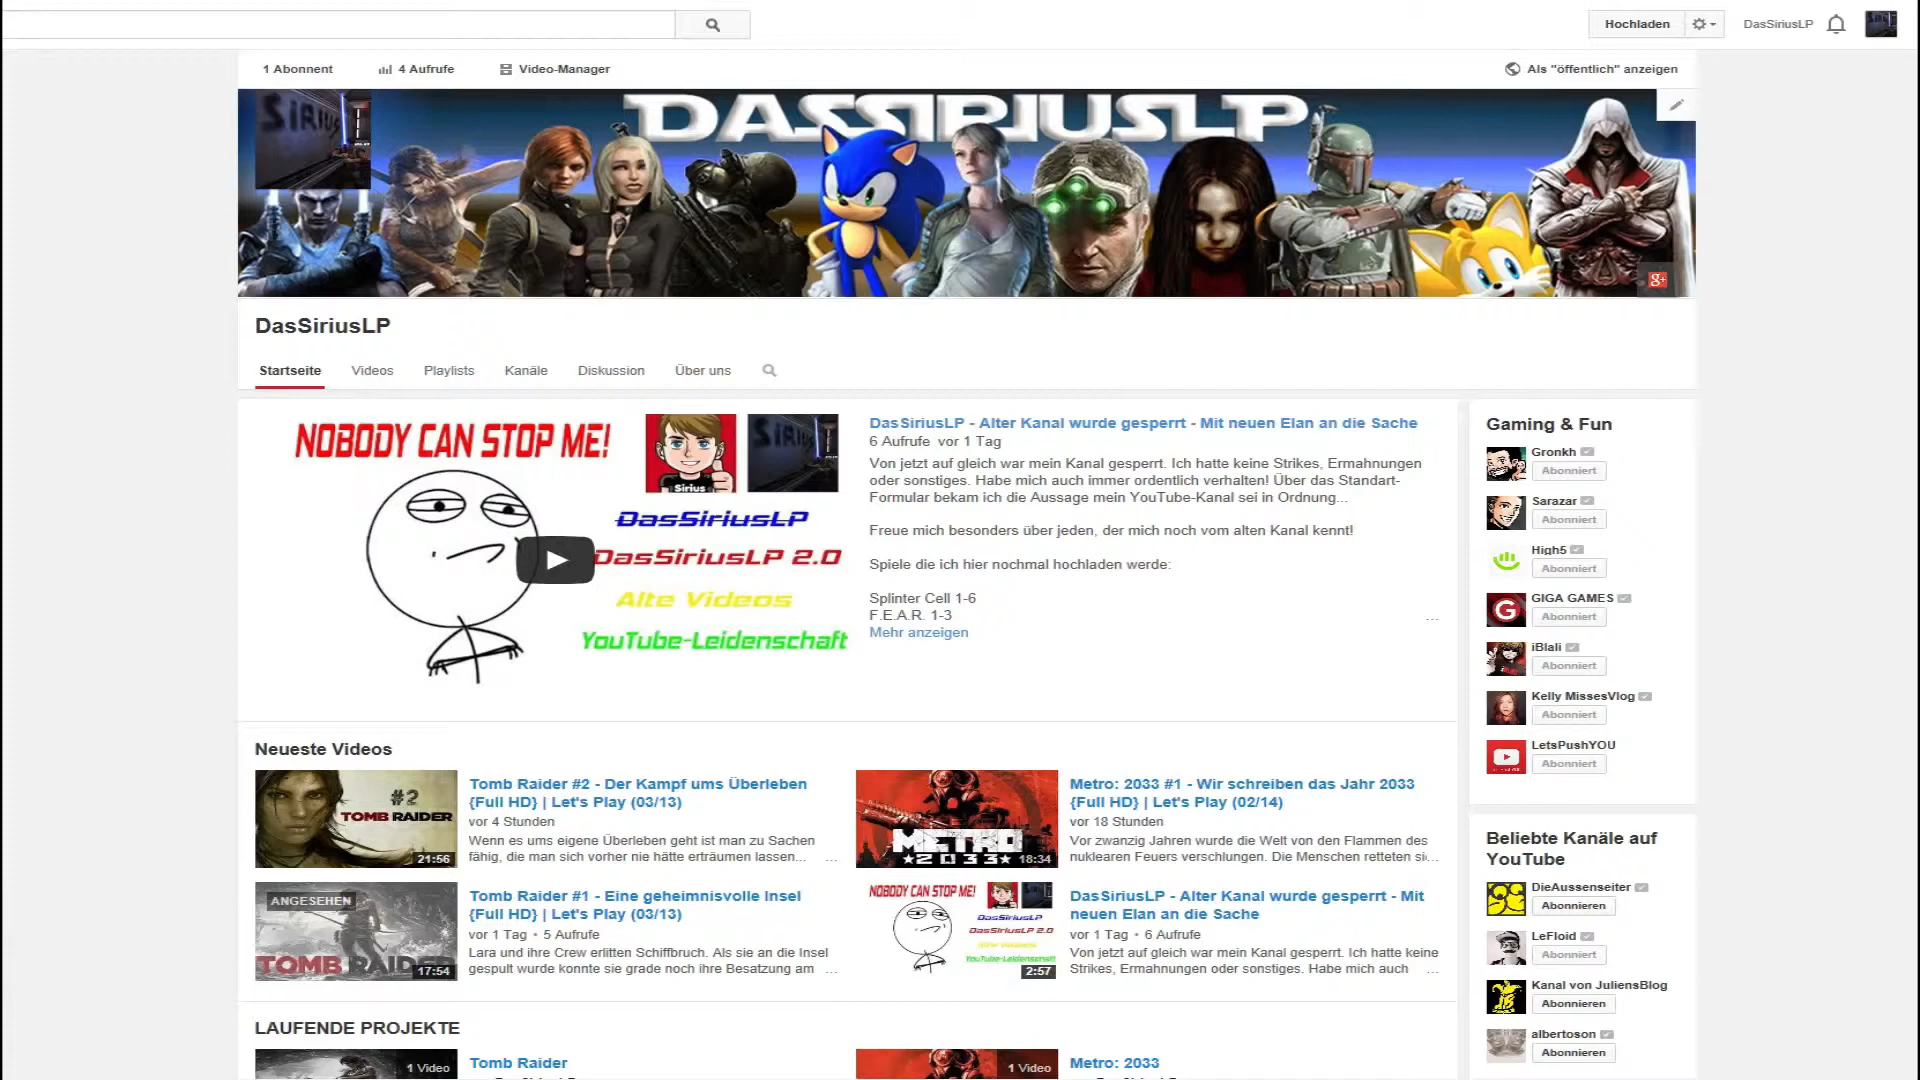 Hochladen
DasSiriusLP
1 Abonnent
4 Aufrufe
Video-Manager
Als "öffentlich" anzeigen
SIRIUS
DASSIRIUSLP
g+
DasSiriusLP
Startseite
Videos
Playlists
Kanäle
Diskussion
Über uns
NOBODY CAN STOP ME!
Sirius
SIRIUS
DasSiriusLP
DasSiriusLP 2.0
Alte Videos
YouTube-Leidenschaft
DasSiriusLP - Alter Kanal wurde gesperrt - Mit neuen Elan an die Sache
6 Aufrufe vor 1 Tag
Von jetzt auf gleich war mein Kanal gesperrt. Ich hatte keine Strikes, Ermahnungen
oder sonstiges. Habe mich auch immer ordentlich verhalten! Über das Standart-
Formular bekam ich die Aussage mein YouTube-Kanal sei in Ordnung...
Freue mich besonders über jeden, der mich noch vom alten Kanal kennt!
Spiele die ich hier nochmal hochladen werde:
Splinter Cell 1-6
F.E.A.R. 1-3
...
Mehr anzeigen
Neueste Videos
#2
TOMB RAIDER
21:56
Tomb Raider #2 - Der Kampf ums Überleben
{Full HD} | Let's Play (03/13)
vor 4 Stunden
Wenn es ums eigene Überleben geht ist man zu Sachen
fähig, die man sich vorher nie hätte erträumen lassen... ...
METRO
2033
18:34
Metro: 2033 #1 - Wir schreiben das Jahr 2033
{Full HD} | Let's Play (02/14)
vor 18 Stunden
Vor zwanzig Jahren wurde die Welt von den Flammen des
nuklearen Feuers verschlungen. Die Menschen retteten si...
ANGESEHEN
TOMB RAIDER
17:54
Tomb Raider #1 - Eine geheimnisvolle Insel
{Full HD} | Let's Play (03/13)
vor 1 Tag • 5 Aufrufe
Lara und ihre Crew erlitten Schiffbruch. Als sie an die Insel
gespult wurde konnte sie grade noch ihre Besatzung am ...
NOBODY CAN STOP ME!
DasSiriusLP
DasSiriusLP 2.0
Alte Videos
YouTube-Leidenschaft
2:57
DasSiriusLP - Alter Kanal wurde gesperrt - Mit
neuen Elan an die Sache
vor 1 Tag • 6 Aufrufe
Von jetzt auf gleich war mein Kanal gesperrt. Ich hatte keine
Strikes, Ermahnungen oder sonstiges. Habe mich auch ...
LAUFENDE PROJEKTE
1 Video
Tomb Raider
1 Video
Metro: 2033
Gaming & Fun
Gronkh
Abonniert
Sarazar
Abonniert
High5
Abonniert
GIGA GAMES
Abonniert
iBlali
Abonniert
Kelly MissesVlog
Abonniert
LetsPushYOU
Abonniert
Beliebte Kanäle auf
YouTube
DieAussenseiter
Abonnieren
LeFloid
Abonniert
Kanal von JuliensBlog
Abonnieren
albertoson
Abonnieren